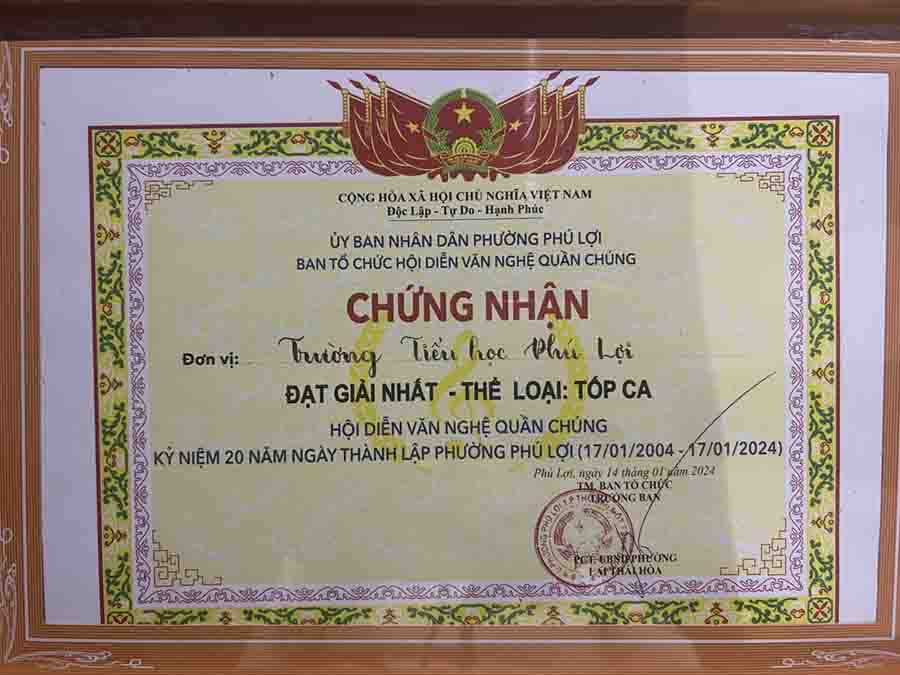 CỘNG HÒA XÃ HỘI CHỦ NGHĨA VIỆT NAM
Độc Lập - Tự Do - Hạnh Phúc
ỦY BAN NHÂN DÂN PHƯỜNG PHÚ LỢI
BAN TỔ CHỨC HỘI DIỄN VĂN NGHỆ QUẦN CHÚNG
CHỨNG NHẬN
Đơn vị: Trường Tiểu học Phú Lợi
ĐẠT GIẢI NHẤT - THỂ LOẠI: TỐP CA
HỘI DIỄN VĂN NGHỆ QUẦN CHÚNG
KỶ NIỆM 20 NĂM NGÀY THÀNH LẬP PHƯỜNG PHÚ LỢI (17/01/2004 - 17/01/2024)
Phú Lợi, ngày 14 tháng 01 năm 2024
TM. BAN TỔ CHỨC
TRƯỞNG BAN
PCT. UBND PHƯỜNG
LẠI THÁI HÒA